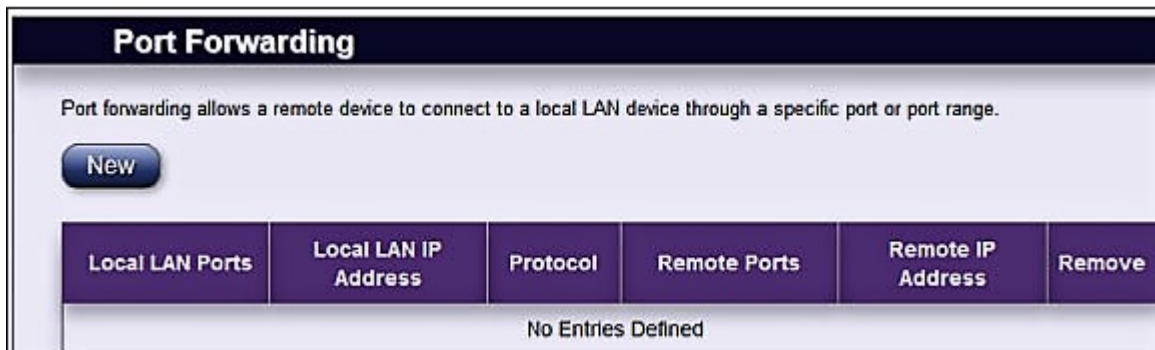 Port Forwarding
Port forwarding allows a remote device to connect to a local LAN device through a specific port or port range.
New
Local LAN Ports
Local LAN IP
Address
Protocol
Remote Ports
Remote IP
Address
Remove
No Entries Defined